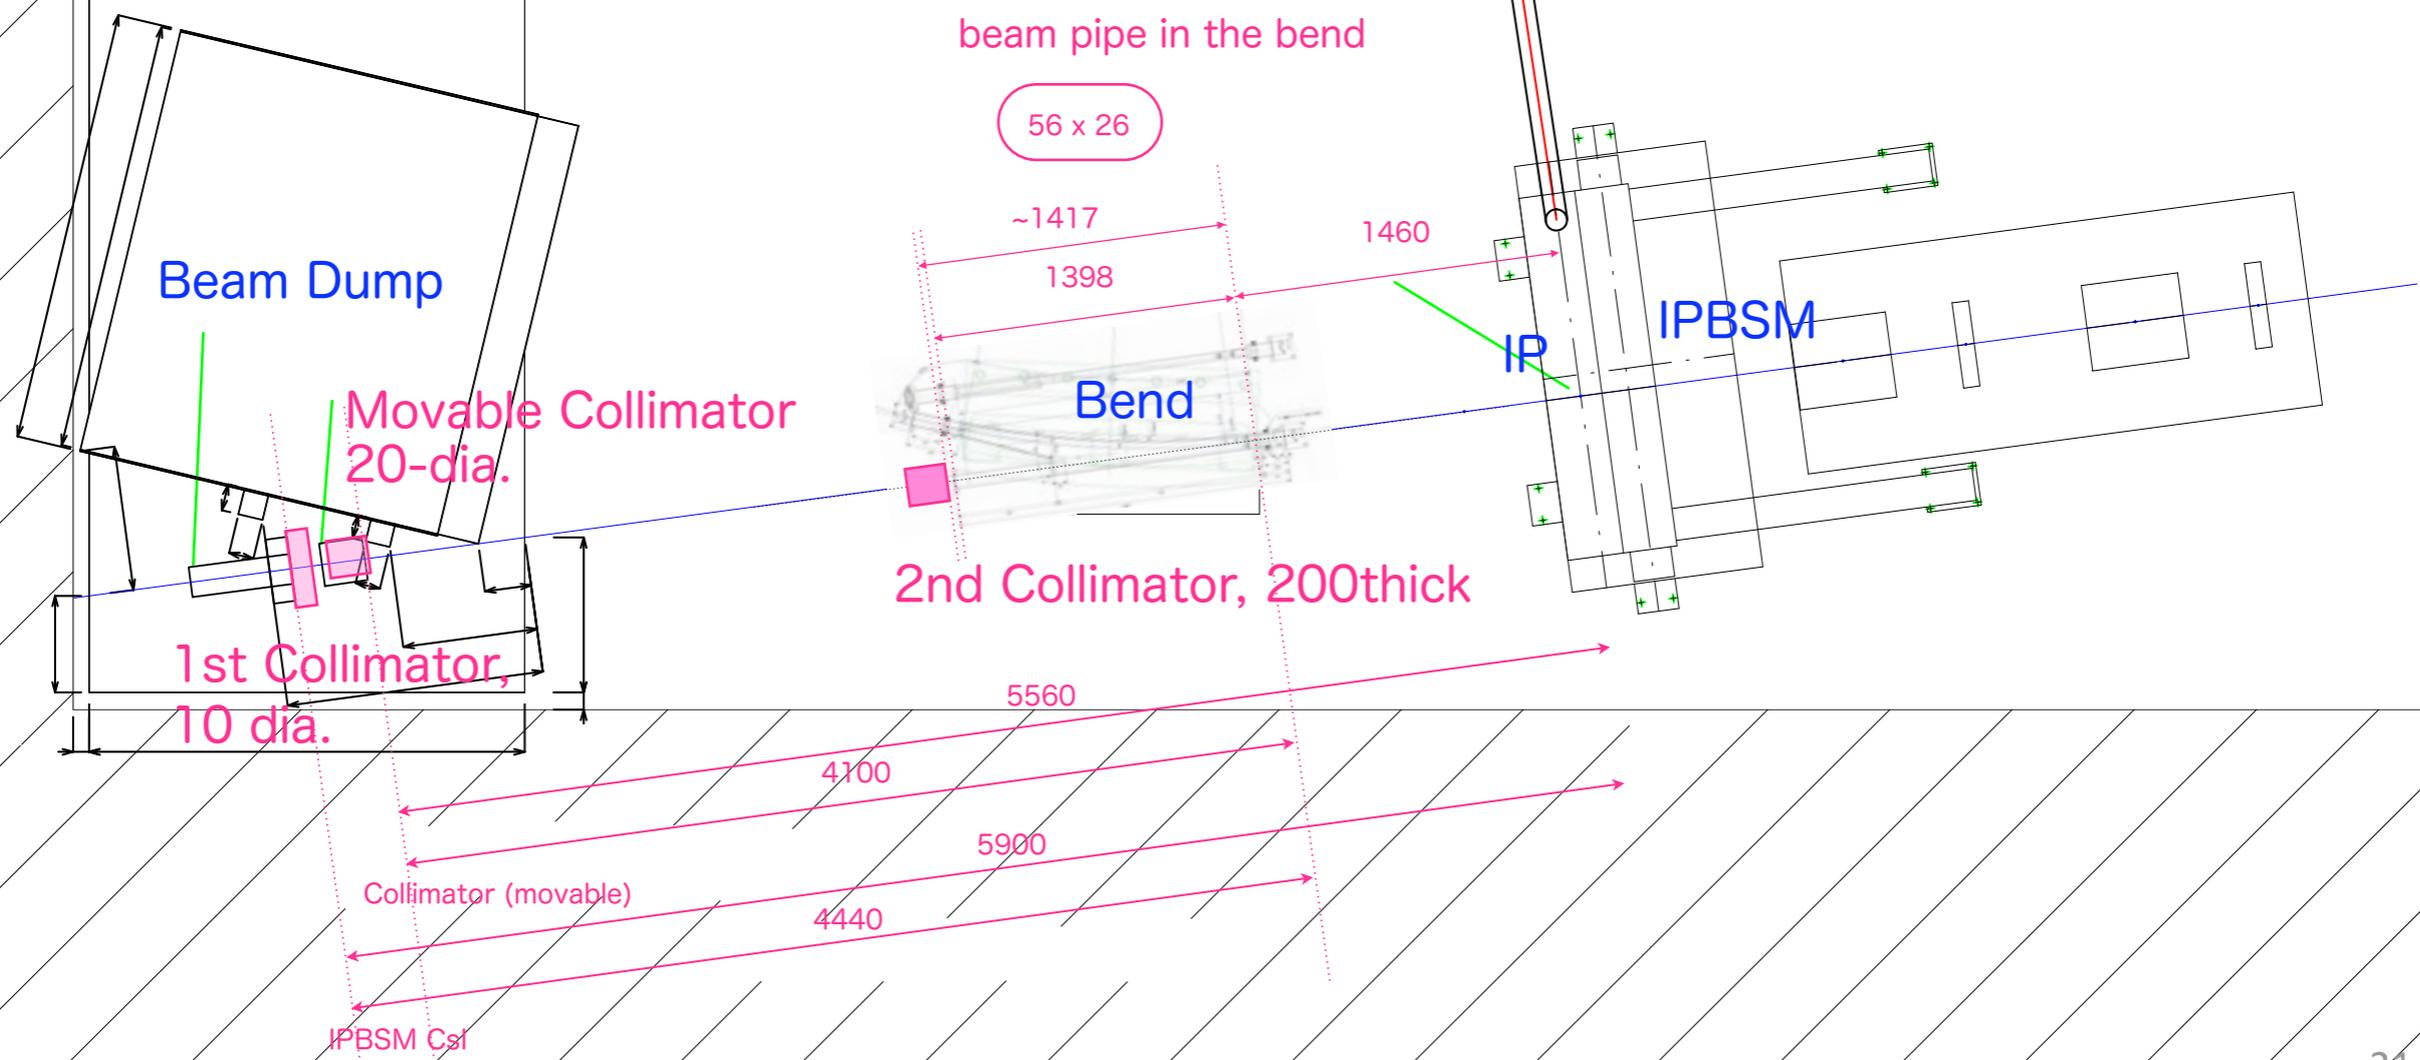 beam pipe in the bend
56 x 26
~1417
1460
1398
Beam Dump
IPBSM
IP
Bend
Movable Collimator
20-dia.
2nd Collimator, 200thick
1st Collimator,
10 dia.
5560
4100
5900
Collimator (movable)
4440
IPBSM CsI